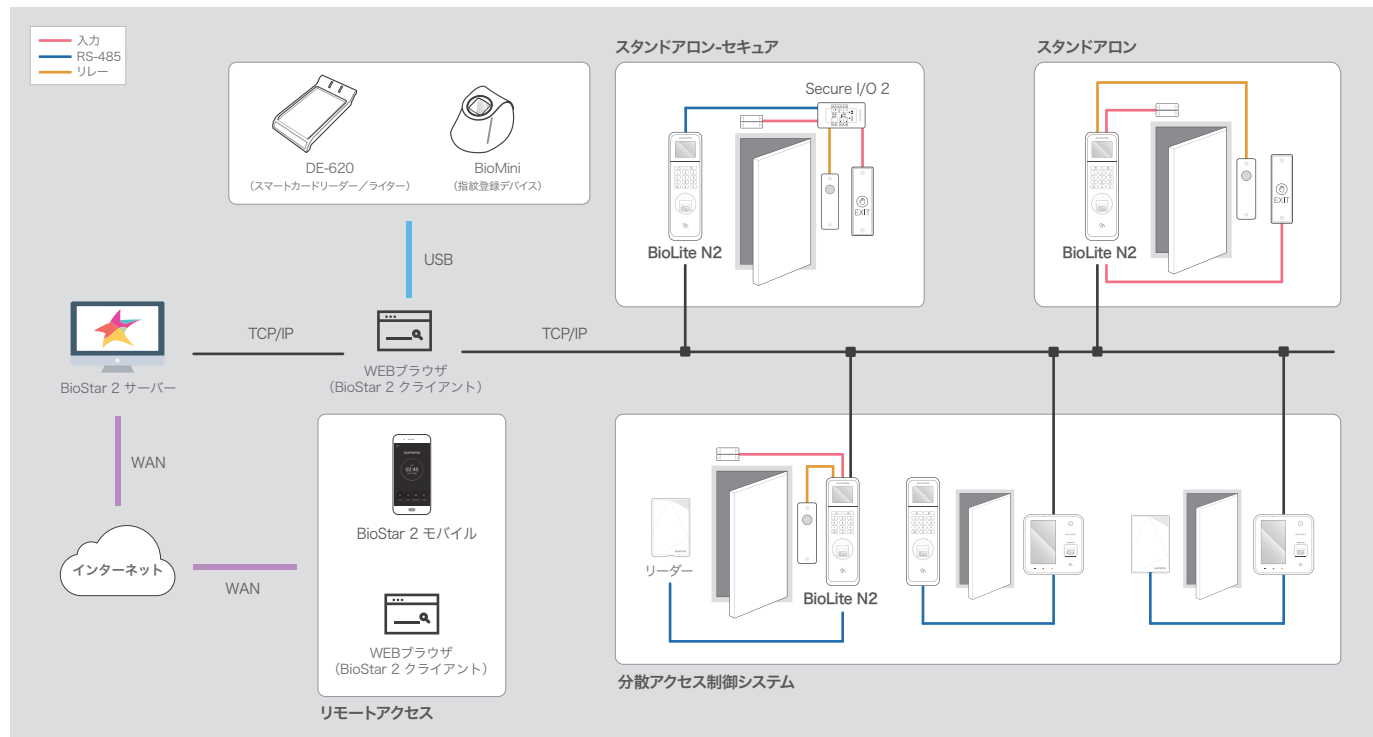 入力
RS-485
リレー
スタンドアロン-セキュア
スタンドアロン
Secure I/O 2
DE-620
（スマートカードリーダー／ライター）
BioMini
（指紋登録デバイス）
EXIT
EXIT
BioLite N2
BioLite N2
USB
TCP/IP
TCP/IP
BioStar 2 サーバー
WEBブラウザ
（BioStar 2 クライアント）
WAN
02:45
BioStar 2 モバイル
インターネット
WAN
リーダー
BioLite N2
WEBブラウザ
（BioStar 2 クライアント）
分散アクセス制御システム
リモートアクセス